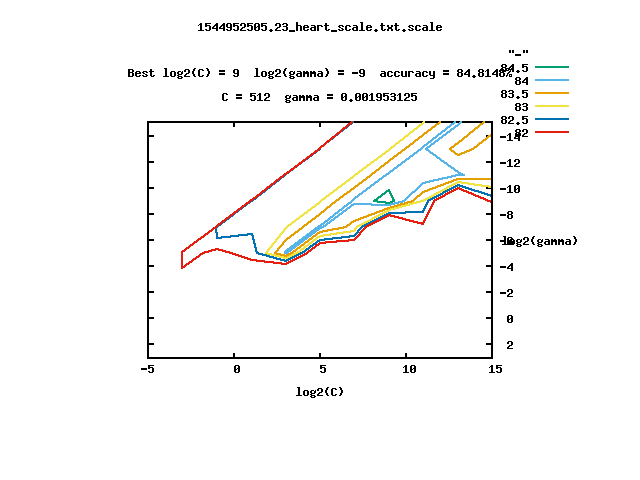 1544952505.23_heart_scale.txt.scale
"-"
Best log2(C) = 9  log2(gamma) = -9  accuracy = 84.8148%
C = 512  gamma = 0.001953125
84.5
84
83.5
83
82.5
82
-14
-12
-10
-8
-6
-4
-2
0
2
log2(gamma)
-5 0 5 10 15
log2(C)